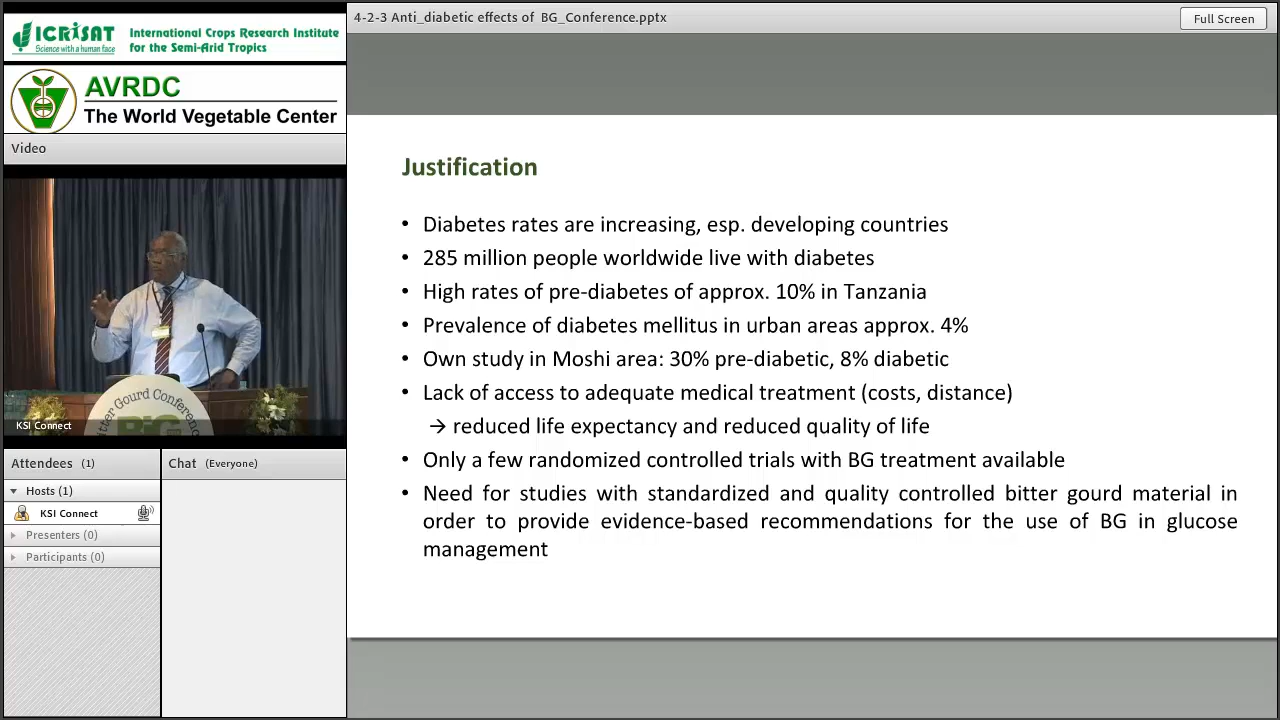 4-2-3 Anti_diabetic effects of BG_Conference.pptx
Full Screen
ICRISAT
Science with a human face
International Crops Research Institute
for the Semi-Arid Tropics
AVRDC
The World Vegetable Center
Video
Bitter Gourd Conference
BiG
KSI Connect
Attendees (1)
Hosts (1)
KSI Connect
Presenters (0)
Participants (0)
Chat (Everyone)
Justification
• Diabetes rates are increasing, esp. developing countries
• 285 million people worldwide live with diabetes
• High rates of pre-diabetes of approx. 10% in Tanzania
• Prevalence of diabetes mellitus in urban areas approx. 4%
• Own study in Moshi area: 30% pre-diabetic, 8% diabetic
• Lack of access to adequate medical treatment (costs, distance)
→ reduced life expectancy and reduced quality of life
• Only a few randomized controlled trials with BG treatment available
• Need for studies with standardized and quality controlled bitter gourd material in
order to provide evidence-based recommendations for the use of BG in glucose
management